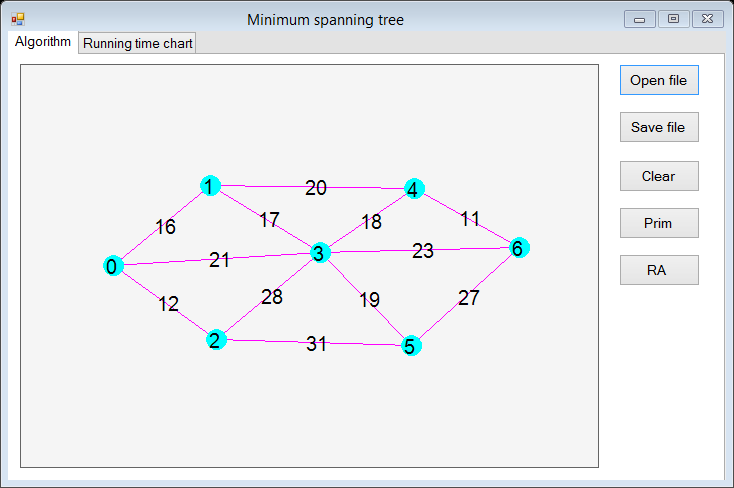 Minimum spanning tree
Algorithm
Running time chart
Open file
Save file
Clear
Prim
RA
1
20
4
16
17
18
11
0
21
3
23
6
12
28
19
27
2
31
5